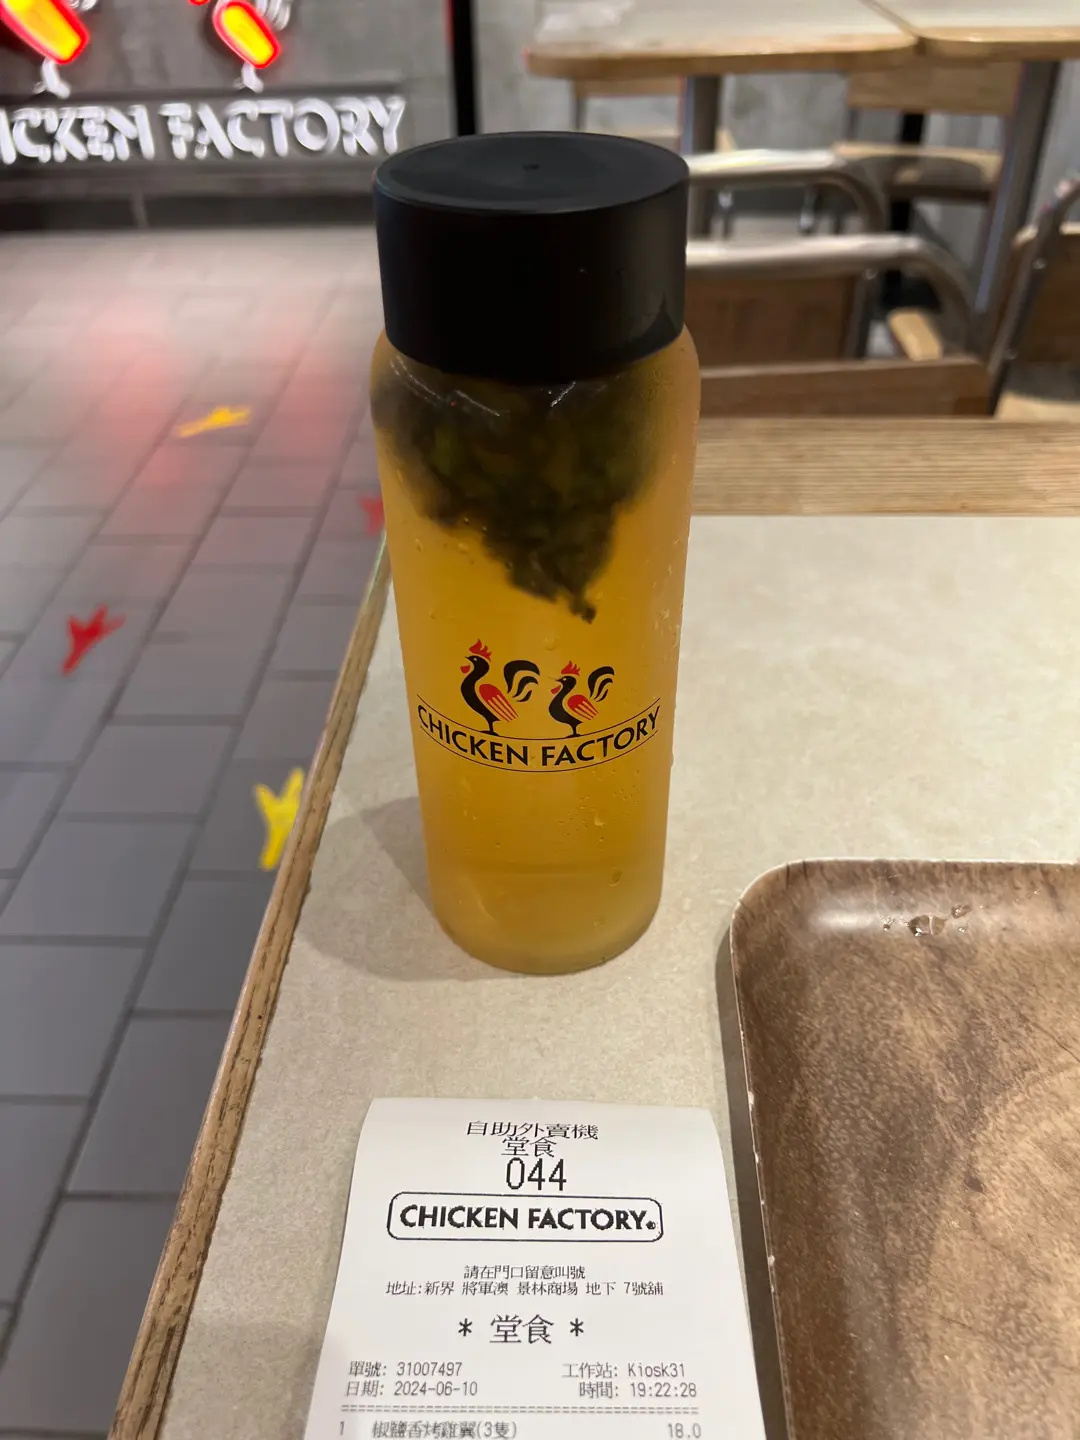 ICKEN FACTORY
CHICKEN FACTORY
自助外賣機
堂食
044
CHICKEN FACTORY®
請在門口留意叫號
地址:新界 將軍澳 景林商場 地下 7號舖
* 堂食 *
單號: 31007497 工作站: Kiosk31
日期: 2024-06-10 時間: 19:22:28
1 椒鹽香烤雞翼(3隻) 18.0